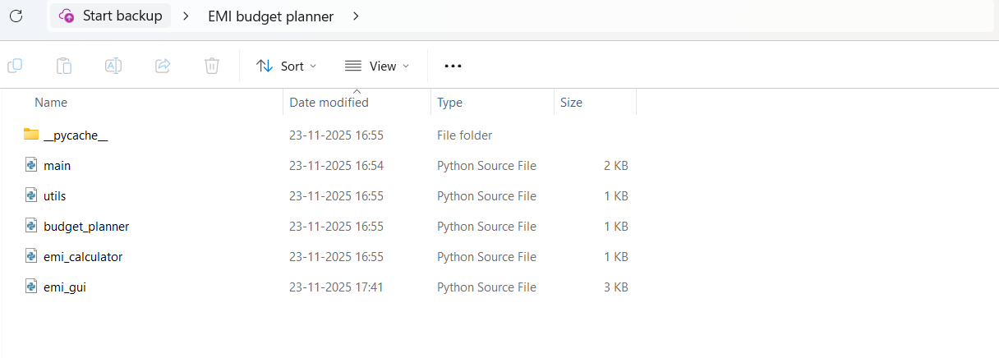 Start backup > EMI budget planner >
Sort View •••
Name Date modified Type Size
__pycache__ 23-11-2025 16:55 File folder
main 23-11-2025 16:54 Python Source File 2 KB
utils 23-11-2025 16:55 Python Source File 1 KB
budget_planner 23-11-2025 16:55 Python Source File 1 KB
emi_calculator 23-11-2025 16:55 Python Source File 1 KB
emi_gui 23-11-2025 17:41 Python Source File 3 KB